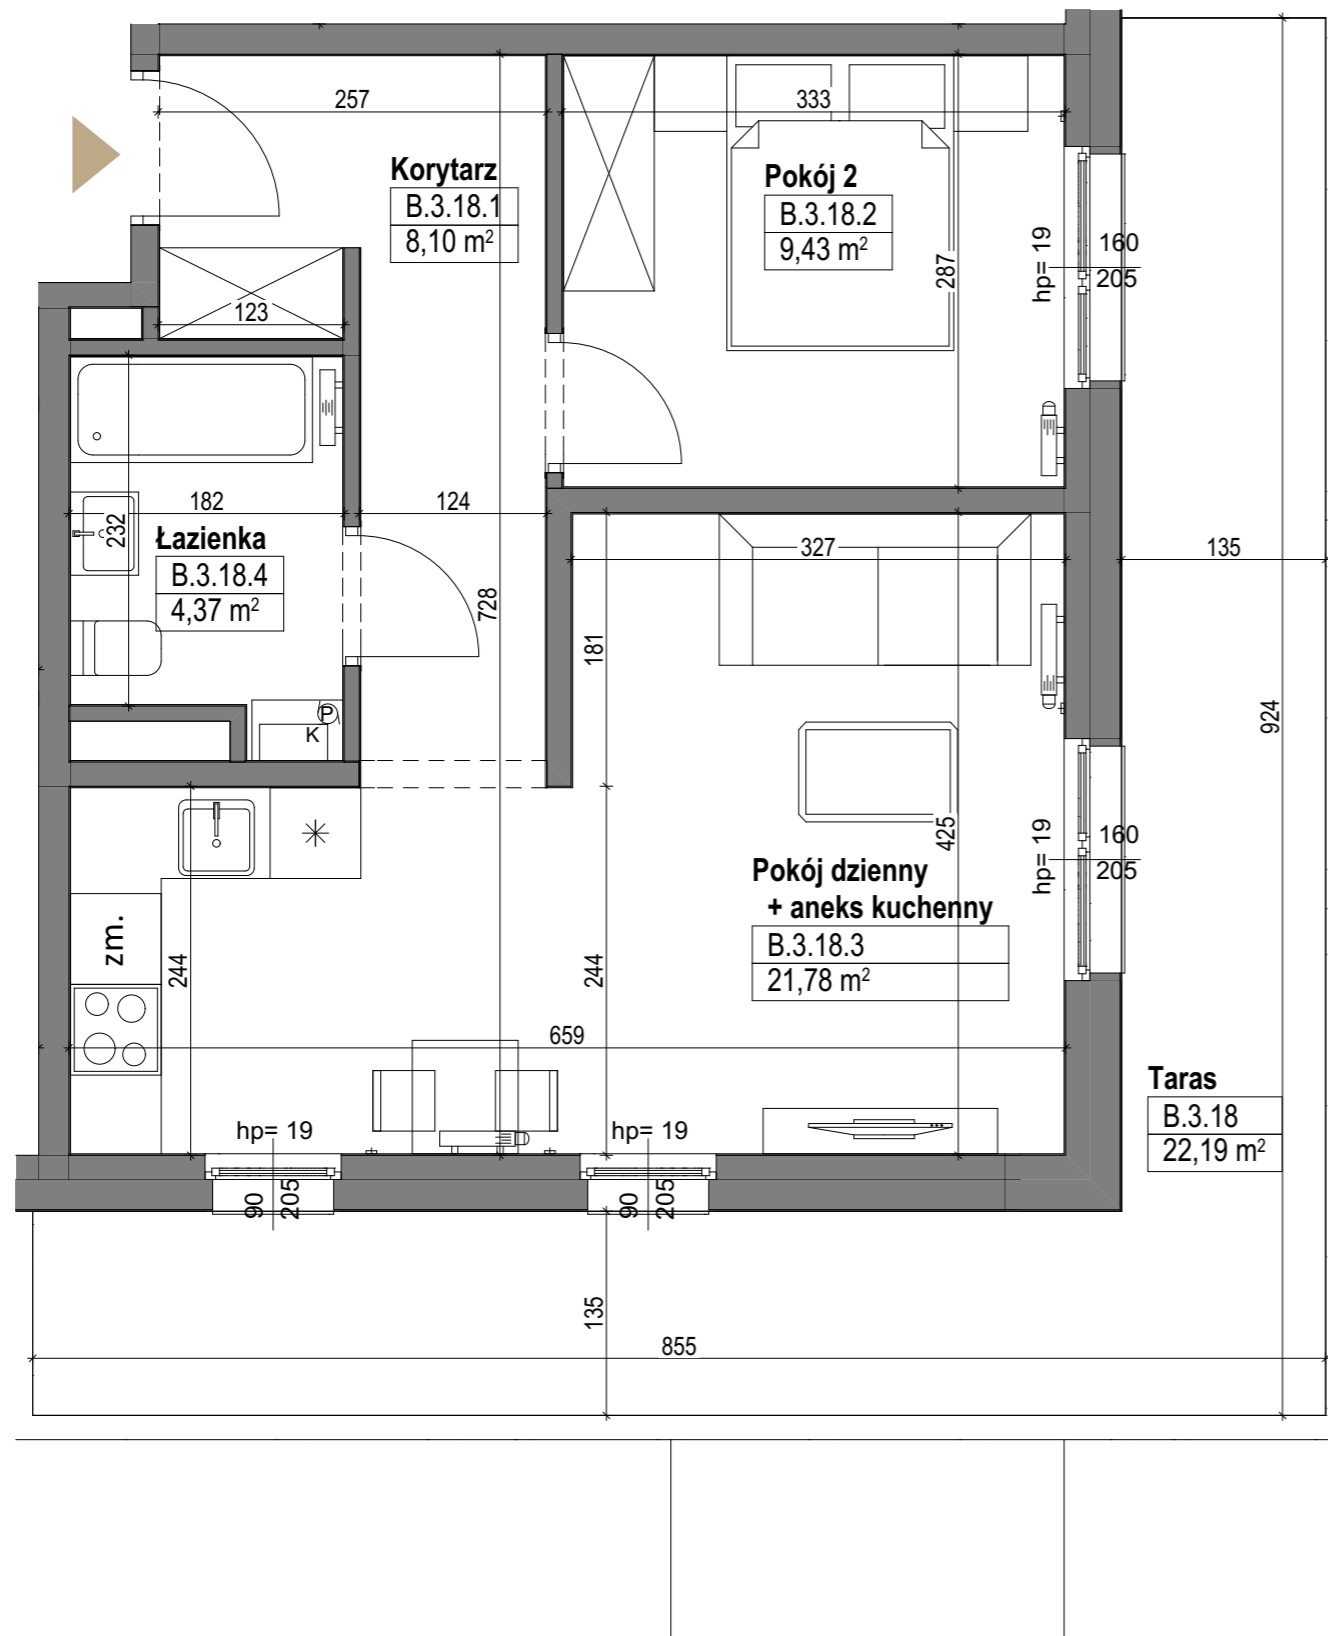 257
333
Korytarz
B.3.18.1
8,10 m²
Pokój 2
B.3.18.2
9,43 m²
287
hp= 19
160
205
123
182
124
232
Łazienka
B.3.18.4
4,37 m²
728
327
135
181
P
K
924
425
hp= 19
160
205
Pokój dzienny
+ aneks kuchenny
B.3.18.3
21,78 m²
zm.
244
244
659
Taras
B.3.18
22,19 m²
hp= 19
hp= 19
90
205
90
205
135
855